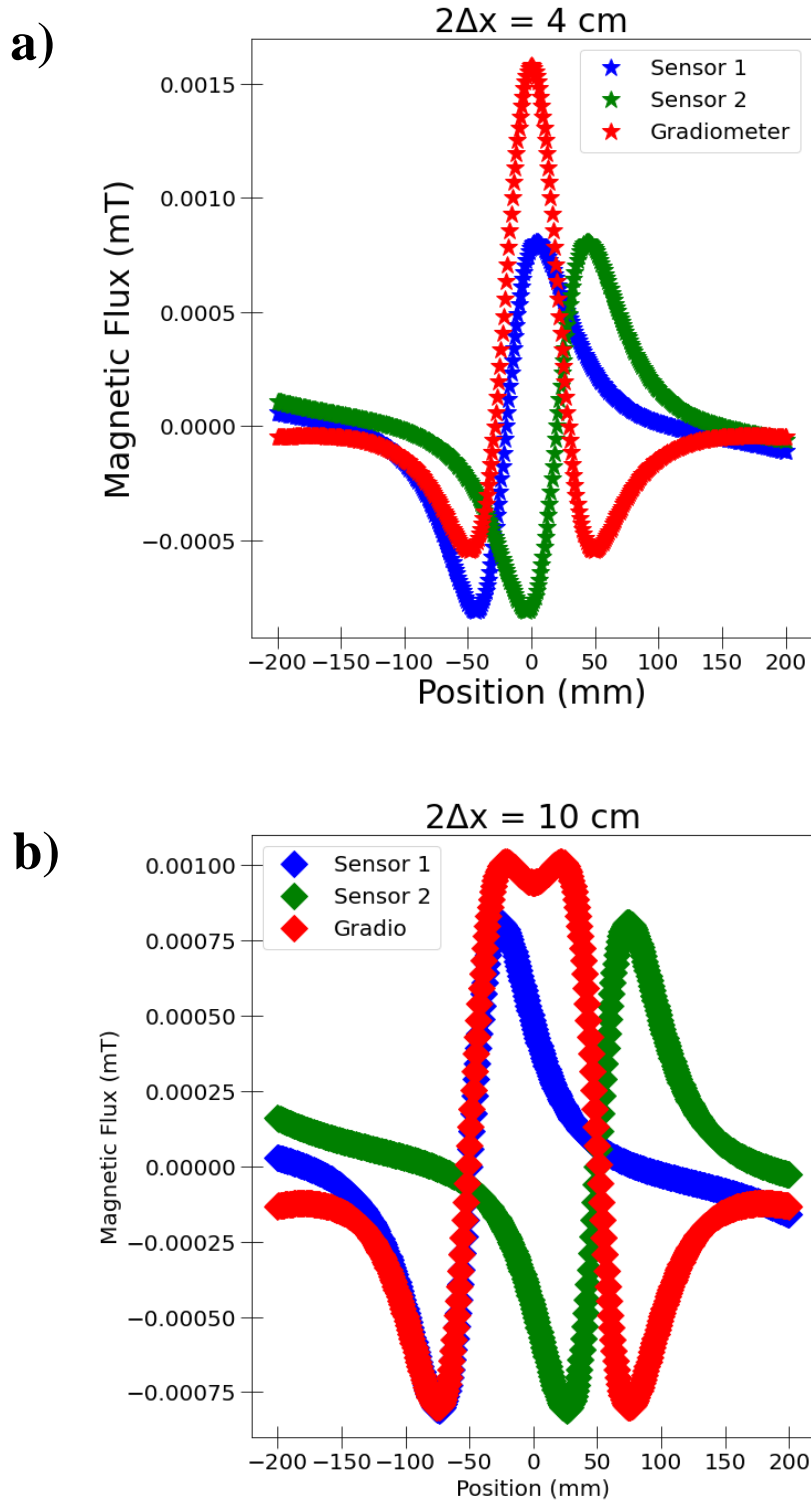 a)
2Δx = 4 cm
Sensor 1
Sensor 2
Gradiometer
0.0015
0.0010
0.0005
0.0000
−0.0005
Magnetic Flux (mT)
−200 −150 −100 −50 0 50 100 150 200
Position (mm)
b)
2Δx = 10 cm
Sensor 1
Sensor 2
Gradio
0.00100
0.00075
0.00050
0.00025
0.00000
−0.00025
−0.00050
−0.00075
Magnetic Flux (mT)
−200 −150 −100 −50 0 50 100 150 200
Position (mm)